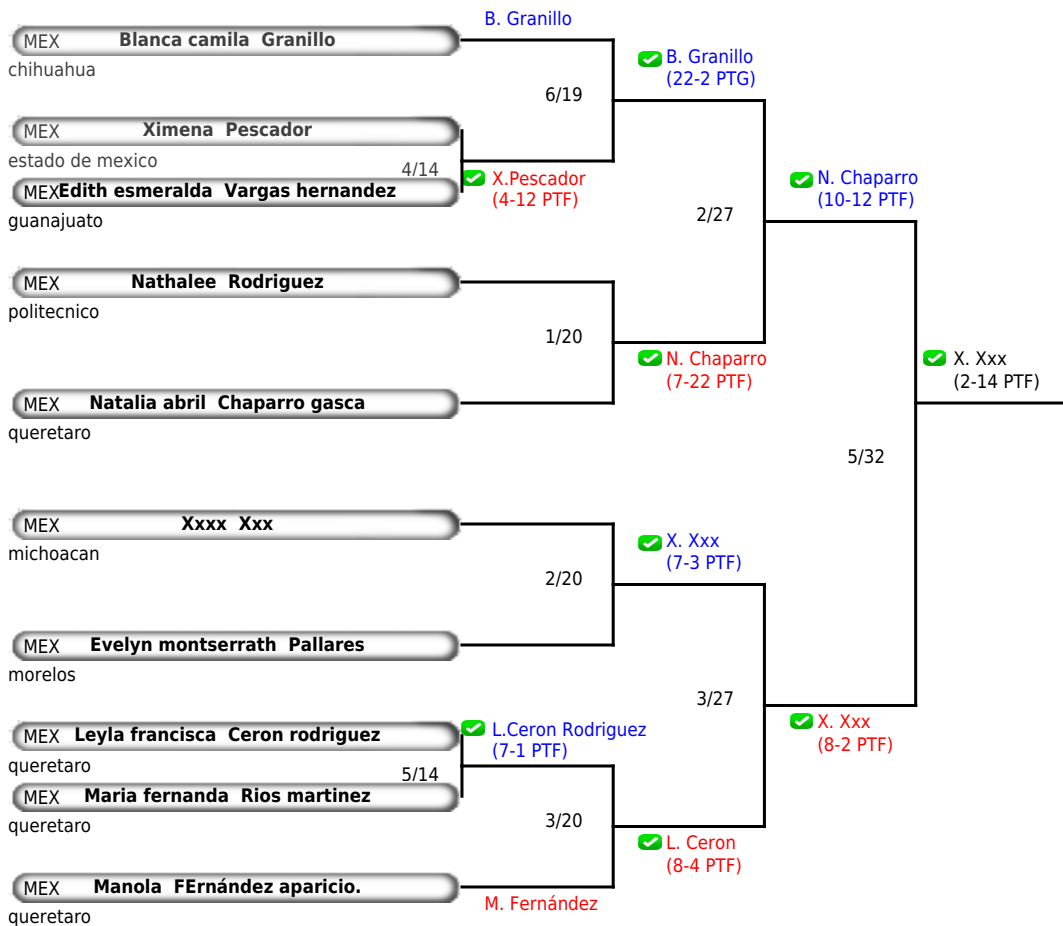 B. Granillo
MEX Blanca camila Granillo
chihuahua
B. Granillo
(22-2 PTG)
6/19
MEX Ximena Pescador
estado de mexico
4/14
X.Pescador
(4-12 PTF)
MEX Edith esmeralda Vargas hernandez
guanajuato
N. Chaparro
(10-12 PTF)
2/27
MEX Nathalee Rodriguez
politecnico
1/20
N. Chaparro
(7-22 PTF)
X. Xxx
(2-14 PTF)
MEX Natalia abril Chaparro gasca
queretaro
5/32
MEX Xxxx Xxx
michoacan
X. Xxx
(7-3 PTF)
2/20
MEX Evelyn montserrath Pallares
morelos
3/27
X. Xxx
(8-2 PTF)
MEX Leyla francisca Ceron rodriguez
queretaro
L.Ceron Rodriguez
(7-1 PTF)
5/14
MEX Maria fernanda Rios martinez
queretaro
3/20
L. Ceron
(8-4 PTF)
MEX Manola FErnández aparicio.
queretaro
M. Fernández